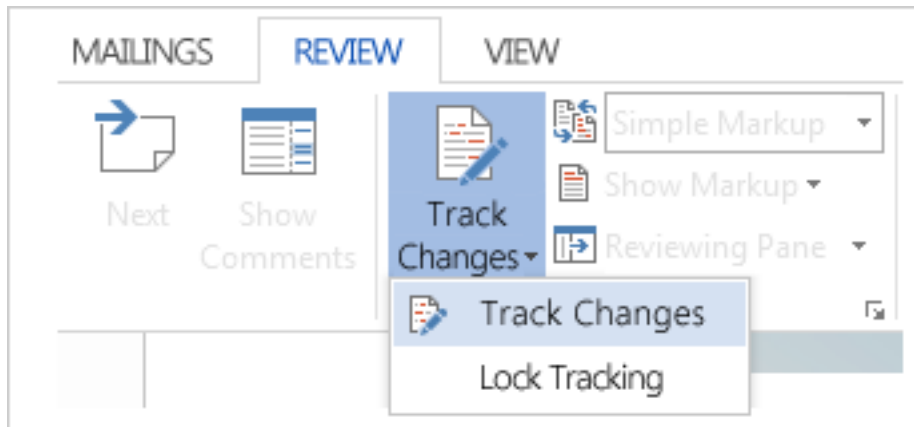 MAILINGS REVIEW VIEW
Next
Show
Comments
Track
Changes
Simple Markup
Show Markup
Reviewing Pane
Track Changes
Lock Tracking